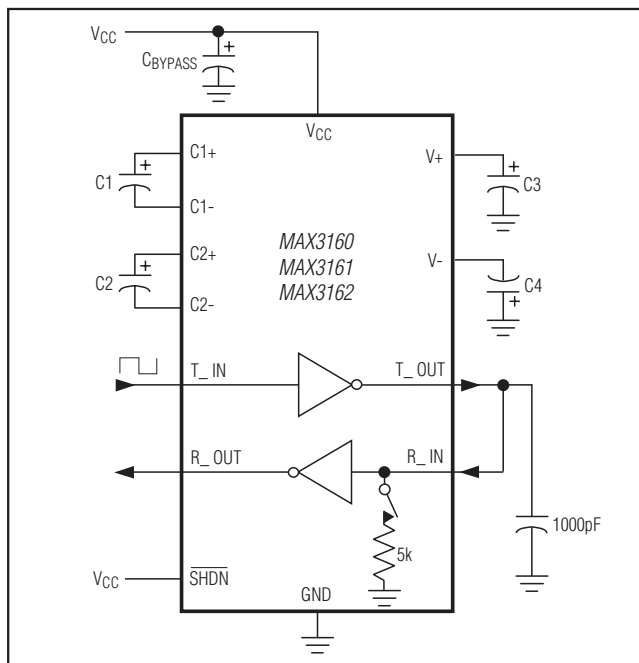 VCC
CBYPASS
VCC
C1+
V+
C1
C3
C1-
C2+
MAX3160
MAX3161
MAX3162
V-
C2
C4
C2-
T_ IN
T_ OUT
R_ OUT
R_ IN
1000pF
5k
VCC
SHDN
GND